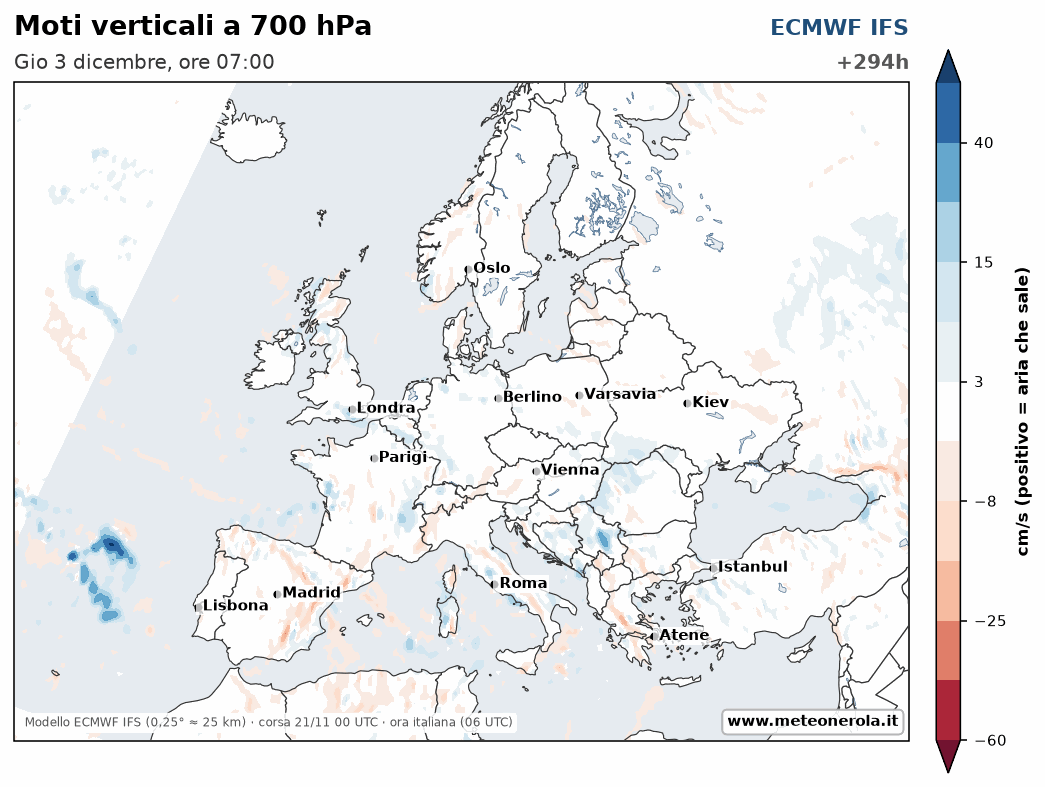 Moti verticali a 700 hPa
ECMWF IFS
Gio 3 dicembre, ore 07:00
+294h
Oslo
Londra
Berlino
Varsavia
Kiev
Parigi
Vienna
Istanbul
Roma
Madrid
Lisbona
Atene
40
15
3
−8
−25
−60
cm/s (positivo = aria che sale)
Modello ECMWF IFS (0,25° ≈ 25 km) · corsa 21/11 00 UTC · ora italiana (06 UTC)
www.meteonerola.it